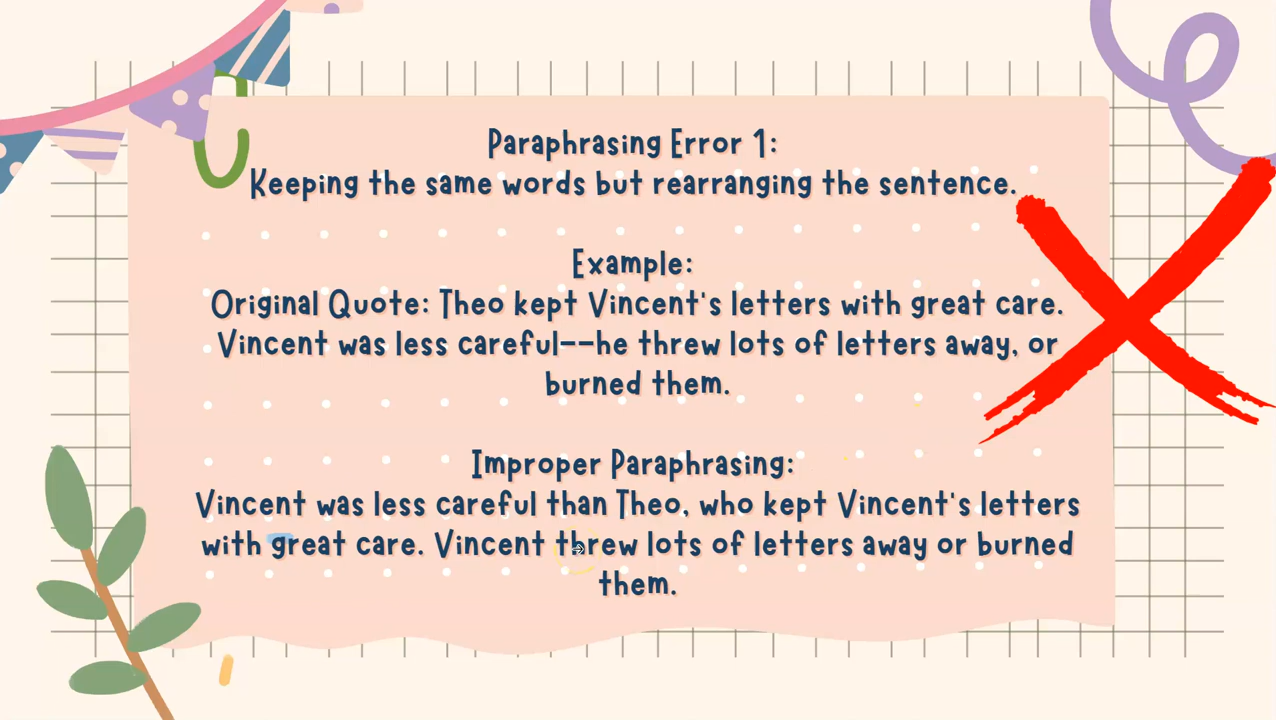 Paraphrasing Error 1:
Keeping the same words but rearranging the sentence.
Example:
Original Quote: Theo kept Vincent's letters with great care.
Vincent was less careful--he threw lots of letters away, or
burned them.
Improper Paraphrasing:
Vincent was less careful than Theo, who kept Vincent's letters
with great care. Vincent threw lots of letters away or burned
them.